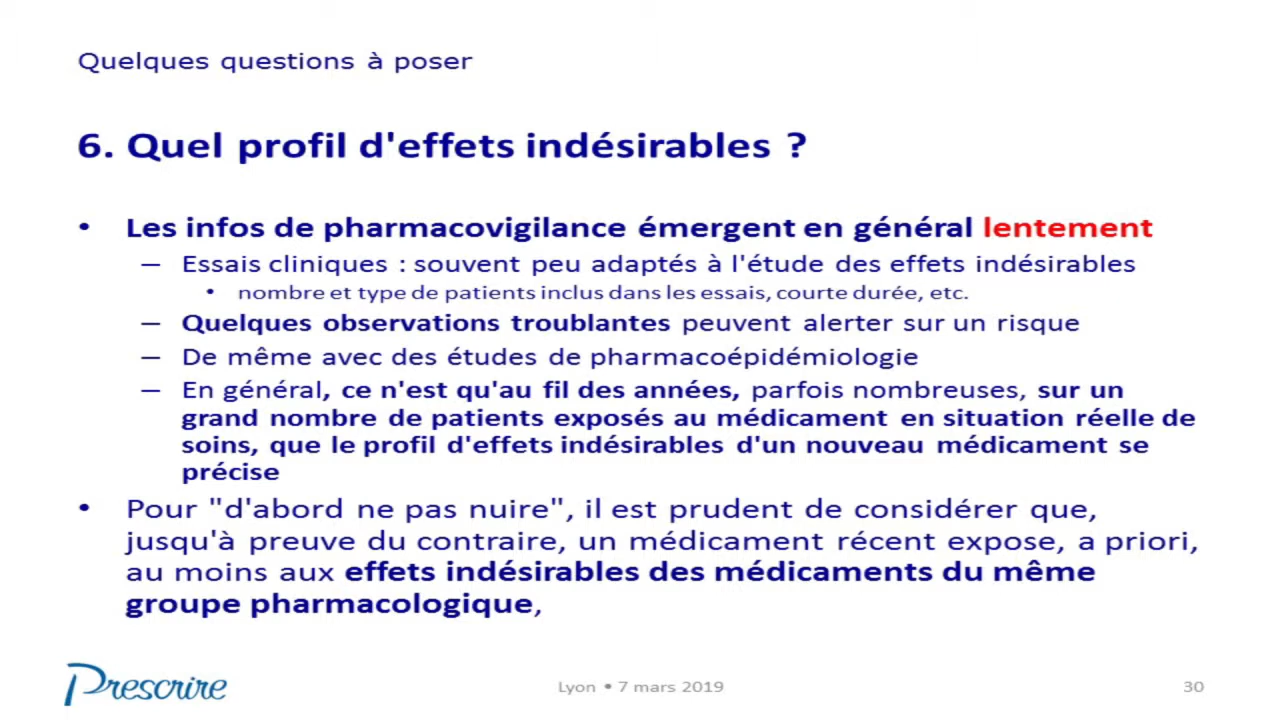 Quelques questions à poser
6. Quel profil d'effets indésirables ?
• Les infos de pharmacovigilance émergent en général lentement
– Essais cliniques : souvent peu adaptés à l'étude des effets indésirables
• nombre et type de patients inclus dans les essais, courte durée, etc.
– Quelques observations troublantes peuvent alerter sur un risque
– De même avec des études de pharmacoépidémiologie
– En général, ce n'est qu'au fil des années, parfois nombreuses, sur un
grand nombre de patients exposés au médicament en situation réelle de
soins, que le profil d'effets indésirables d'un nouveau médicament se
précise
• Pour "d'abord ne pas nuire", il est prudent de considérer que,
jusqu'à preuve du contraire, un médicament récent expose, a priori,
au moins aux effets indésirables des médicaments du même
groupe pharmacologique,
Prescrire
Lyon • 7 mars 2019
30